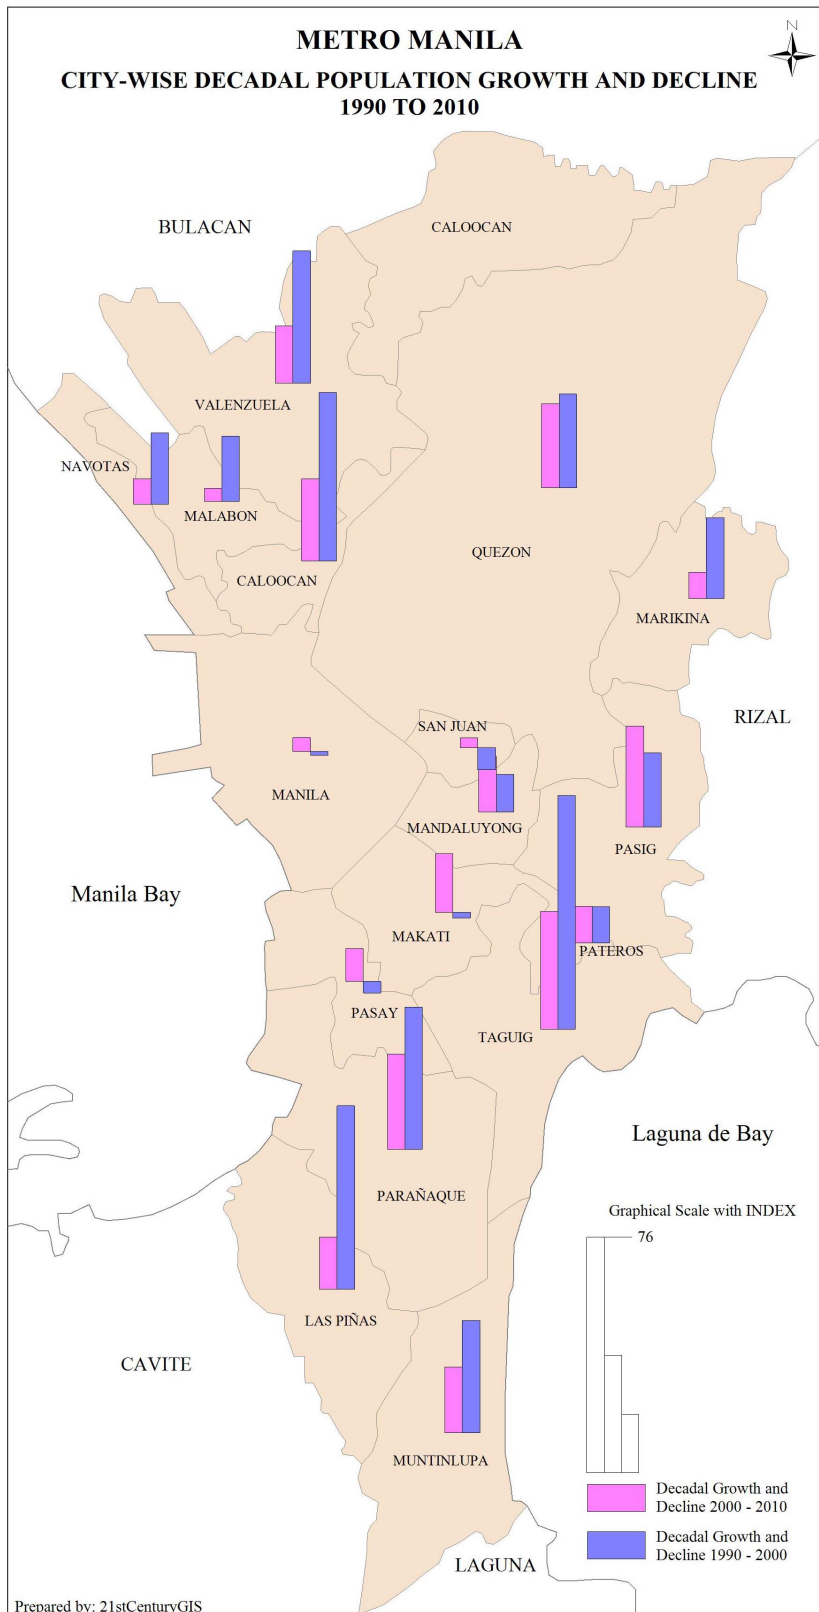 METRO MANILA
N
CITY-WISE DECADAL POPULATION GROWTH AND DECLINE
1990 TO 2010
BULACAN
CALOOCAN
VALENZUELA
NAVOTAS
MALABON
CALOOCAN
QUEZON
MARIKINA
RIZAL
SAN JUAN
MANILA
MANDALUYONG
PASIG
Manila Bay
MAKATI
PATEROS
PASAY
TAGUIG
Laguna de Bay
PARAÑAQUE
Graphical Scale with INDEX
76
LAS PIÑAS
CAVITE
MUNTINLUPA
Decadal Growth and
Decline 2000 - 2010
Decadal Growth and
Decline 1990 - 2000
LAGUNA
Prepared by: 21stCenturyGIS